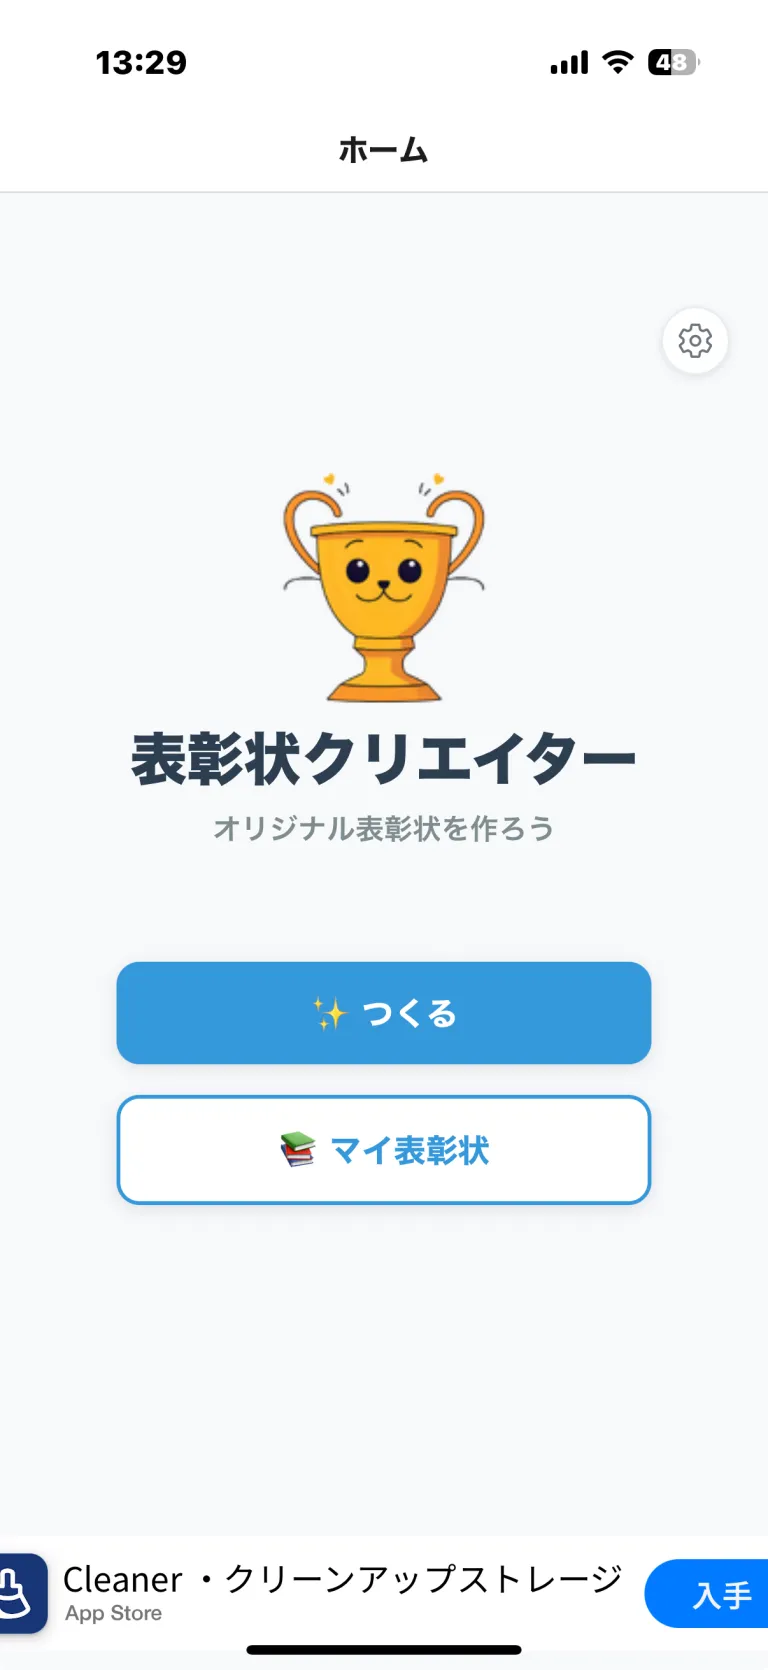 13:29
48
ホーム
表彰状クリエイター
オリジナル表彰状を作ろう
✨ つくる
📚 マイ表彰状
Cleaner ・クリーンアップストレージ
App Store
入手